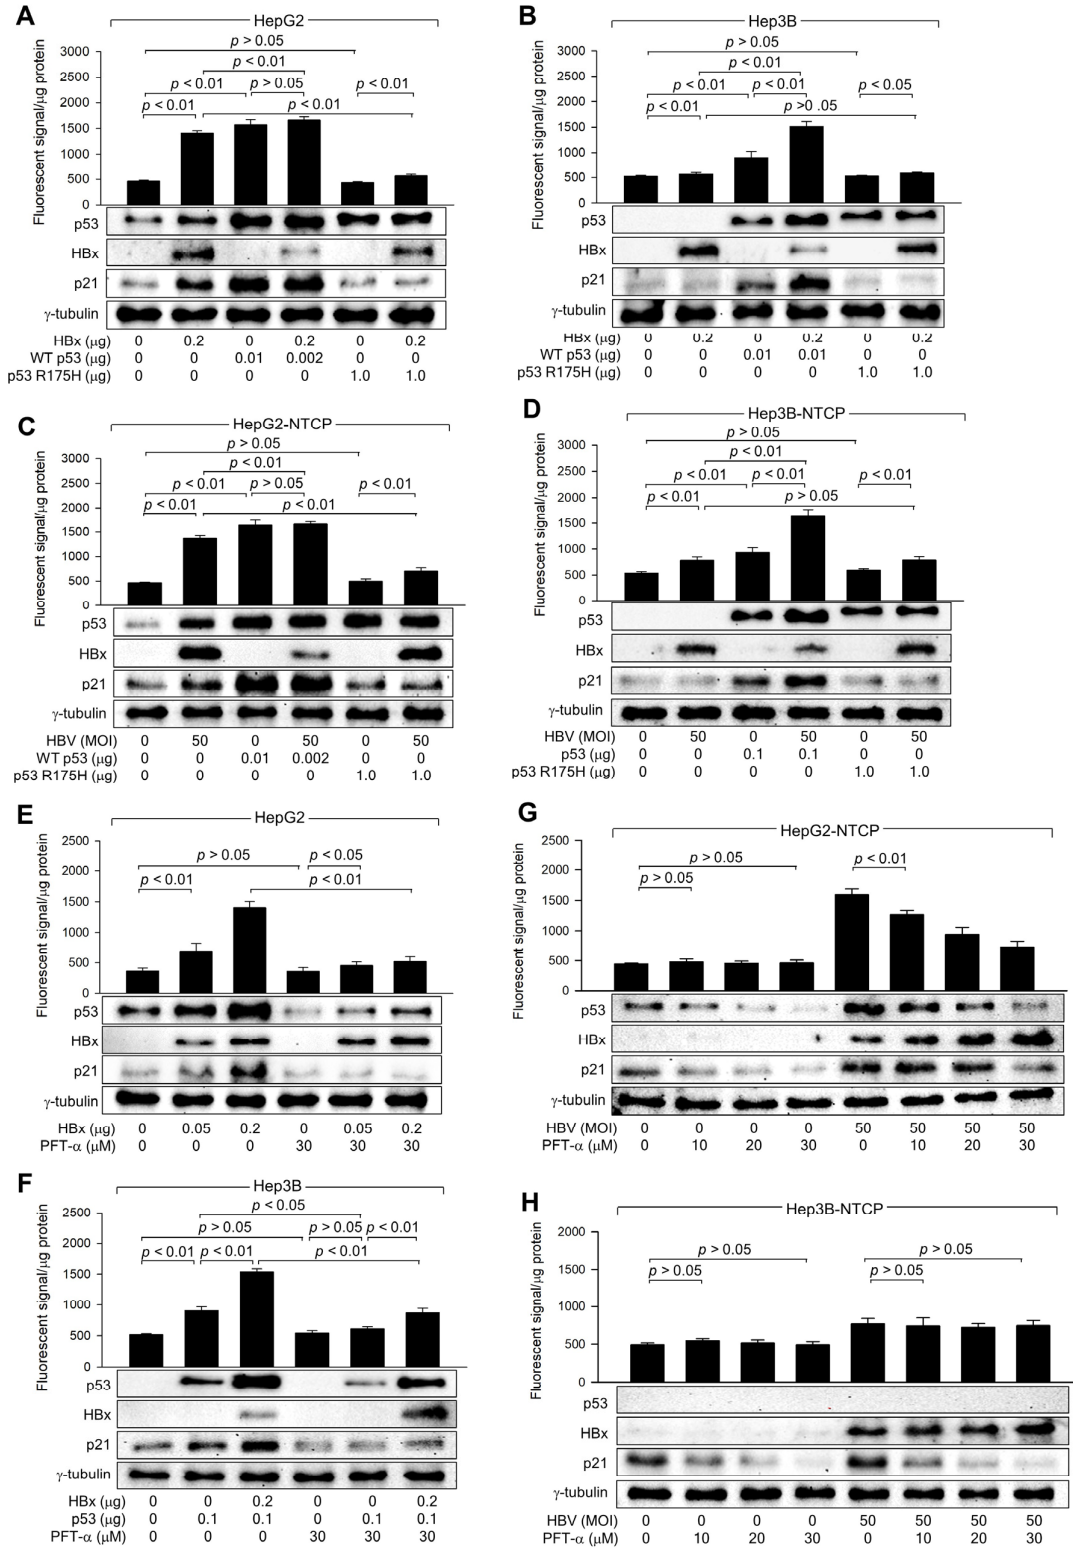 A
HepG2
Fluorescent signal/μg protein
3000
2500
2000
1500
1000
500
0
p > 0.05
p < 0.01
p < 0.01 p > 0.05 p < 0.01
p < 0.01 p < 0.01
p53
HBx
p21
γ-tubulin
HBx (μg) 0 0.2 0 0.2 0 0.2
WT p53 (μg) 0 0 0.01 0.002 0 0
p53 R175H (μg) 0 0 0 0 1.0 1.0
B
Hep3B
Fluorescent signal/μg protein
3000
2500
2000
1500
1000
500
0
p > 0.05
p < 0.01
p < 0.01 p < 0.01 p < 0.05
p < 0.01 p >0 .05
p53
HBx
p21
γ-tubulin
HBx (μg) 0 0.2 0 0.2 0 0.2
WT p53 (μg) 0 0 0.01 0.01 0 0
p53 R175H (μg) 0 0 0 0 1.0 1.0
C
HepG2-NTCP
Fluorescent signal/μg protein
3000
2500
2000
1500
1000
500
0
p > 0.05
p < 0.01
p < 0.01 p > 0.05 p < 0.01
p < 0.01 p < 0.01
p53
HBx
p21
γ-tubulin
HBV (MOI) 0 50 0 50 0 50
WT p53 (μg) 0 0 0.01 0.002 0 0
p53 R175H (μg) 0 0 0 0 1.0 1.0
D
Hep3B-NTCP
Fluorescent signal/μg protein
3000
2500
2000
1500
1000
500
0
p > 0.05
p < 0.01
p < 0.01 p < 0.01 p < 0.01
p < 0.01 p > 0.05
p53
HBx
p21
γ-tubulin
HBV (MOI) 0 50 0 50 0 50
p53 (μg) 0 0 0.1 0.1 0 0
p53 R175H (μg) 0 0 0 0 1.0 1.0
E
HepG2
Fluorescent signal/μg protein
2500
2000
1500
1000
500
0
p > 0.05 p < 0.05
p < 0.01 p < 0.01
p53
HBx
p21
γ-tubulin
HBx (μg) 0 0.05 0.2 0 0.05 0.2
PFT-α (μM) 0 0 0 30 30 30
G
HepG2-NTCP
Fluorescent signal/μg protein
2500
2000
1500
1000
500
0
p > 0.05 p < 0.01
p > 0.05
p53
HBx
p21
γ-tubulin
HBV (MOI) 0 0 0 0 50 50 50 50
PFT-α (μM) 0 10 20 30 0 10 20 30
F
Hep3B
Fluorescent signal/μg protein
2500
2000
1500
1000
500
0
p < 0.05
p > 0.05 p > 0.05 p < 0.01
p < 0.01 p < 0.01 p < 0.01
p53
HBx
p21
γ-tubulin
HBx (μg) 0 0 0.2 0 0 0.2
p53 (μg) 0 0.1 0.1 0 0.1 0.1
PFT-α (μM) 0 0 0 30 30 30
H
Hep3B-NTCP
Fluorescent signal/μg protein
2000
1500
1000
500
0
p > 0.05 p > 0.05
p > 0.05 p > 0.05
p53
HBx
p21
γ-tubulin
HBV (MOI) 0 0 0 0 50 50 50 50
PFT-α (μM) 0 10 20 30 0 10 20 30